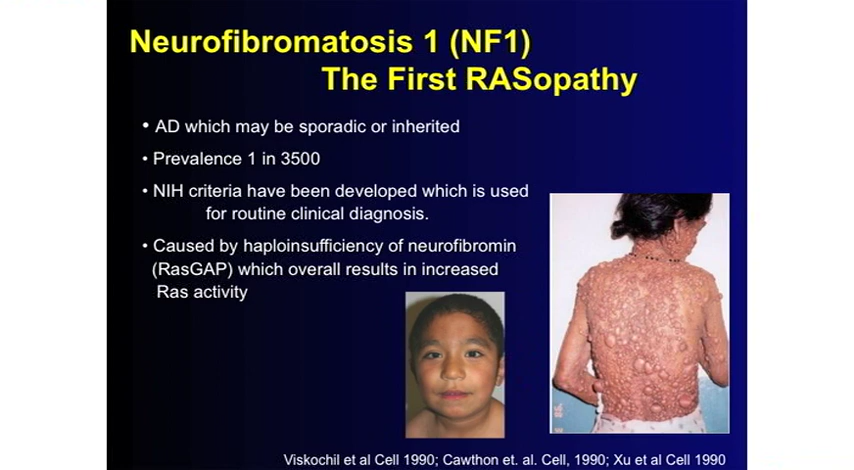 Neurofibromatosis 1 (NF1)
The First RASopathy
• AD which may be sporadic or inherited
• Prevalence 1 in 3500
• NIH criteria have been developed which is used
for routine clinical diagnosis.
• Caused by haploinsufficiency of neurofibromin
(RasGAP) which overall results in increased
Ras activity
Viskochil et al Cell 1990; Cawthon et. al. Cell, 1990; Xu et al Cell 1990